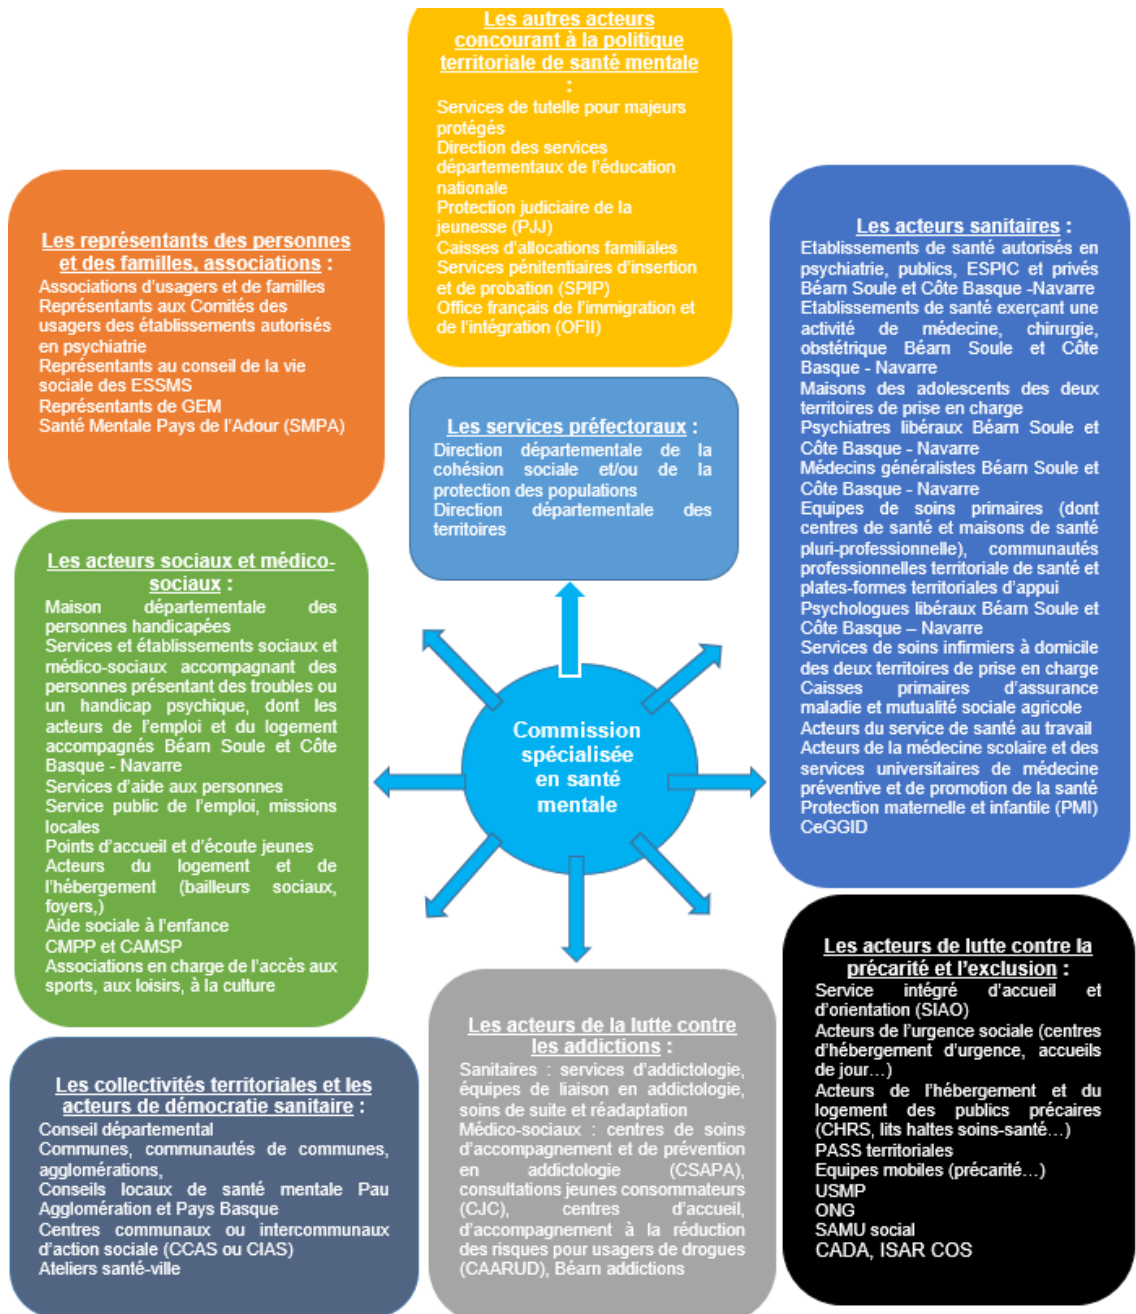 Les autres acteurs
concourant à la politique
territoriale de santé mentale
:
Services de tutelle pour majeurs
protégés
Direction des services
départementaux de l'éducation
nationale
Protection judiciaire de la
jeunesse (PJJ)
Caisses d'allocations familiales
Services pénitentiaires d'insertion
et de probation (SPIP)
Office français de l'immigration et
de l'intégration (OFII)
Les représentants des personnes
et des familles, associations :
Associations d'usagers et de familles
Représentants aux Comités des
usagers des établissements autorisés
en psychiatrie
Représentants au conseil de la vie
sociale des ESSMS
Représentants de GEM
Santé Mentale Pays de l'Adour (SMPA)
Les services préfectoraux :
Direction départementale de la
cohésion sociale et/ou de la
protection des populations
Direction départementale des
territoires
Les acteurs sanitaires :
Etablissements de santé autorisés en
psychiatrie, publics, ESPIC et privés
Béarn Soule et Côte Basque -Navarre
Etablissements de santé exerçant une
activité de médecine, chirurgie,
obstétrique Béarn Soule et Côte
Basque - Navarre
Maisons des adolescents des deux
territoires de prise en charge
Psychiatres libéraux Béarn Soule et
Côte Basque - Navarre
Médecins généralistes Béarn Soule et
Côte Basque - Navarre
Equipes de soins primaires (dont
centres de santé et maisons de santé
pluri-professionnelle), communautés
professionnelles territoriale de santé et
plates-formes territoriales d'appui
Psychologues libéraux Béarn Soule et
Côte Basque – Navarre
Services de soins infirmiers à domicile
des deux territoires de prise en charge
Caisses primaires d'assurance
maladie et mutualité sociale agricole
Acteurs du service de santé au travail
Acteurs de la médecine scolaire et des
services universitaires de médecine
préventive et de promotion de la santé
Protection maternelle et infantile (PMI)
CeGGID
Les acteurs sociaux et médico-
sociaux :
Maison départementale des
personnes handicapées
Services et établissements sociaux et
médico-sociaux accompagnant des
personnes présentant des troubles ou
un handicap psychique, dont les
acteurs de l'emploi et du logement
accompagnés Béarn Soule et Côte
Basque - Navarre
Services d'aide aux personnes
Service public de l'emploi, missions
locales
Points d'accueil et d'écoute jeunes
Acteurs du logement et de
l'hébergement (bailleurs sociaux,
foyers,)
Aide sociale à l'enfance
CMPP et CAMSP
Associations en charge de l'accès aux
sports, aux loisirs, à la culture
Commission
spécialisée
en santé
mentale
Les collectivités territoriales et les
acteurs de démocratie sanitaire :
Conseil départemental
Communes, communautés de communes,
agglomérations,
Conseils locaux de santé mentale Pau
Agglomération et Pays Basque
Centres communaux ou intercommunaux
d'action sociale (CCAS ou CIAS)
Ateliers santé-ville
Les acteurs de la lutte contre
les addictions :
Sanitaires : services d'addictologie,
équipes de liaison en addictologie,
soins de suite et réadaptation
Médico-sociaux : centres de soins
d'accompagnement et de prévention
en addictologie (CSAPA),
consultations jeunes consommateurs
(CJC), centres d'accueil,
d'accompagnement à la réduction
des risques pour usagers de drogues
(CAARUD), Béarn addictions
Les acteurs de lutte contre la
précarité et l'exclusion :
Service intégré d'accueil et
d'orientation (SIAO)
Acteurs de l'urgence sociale (centres
d'hébergement d'urgence, accueils
de jour…)
Acteurs de l'hébergement et du
logement des publics précaires
(CHRS, lits haltes soins-santé…)
PASS territoriales
Equipes mobiles (précarité…)
USMP
ONG
SAMU social
CADA, ISAR COS